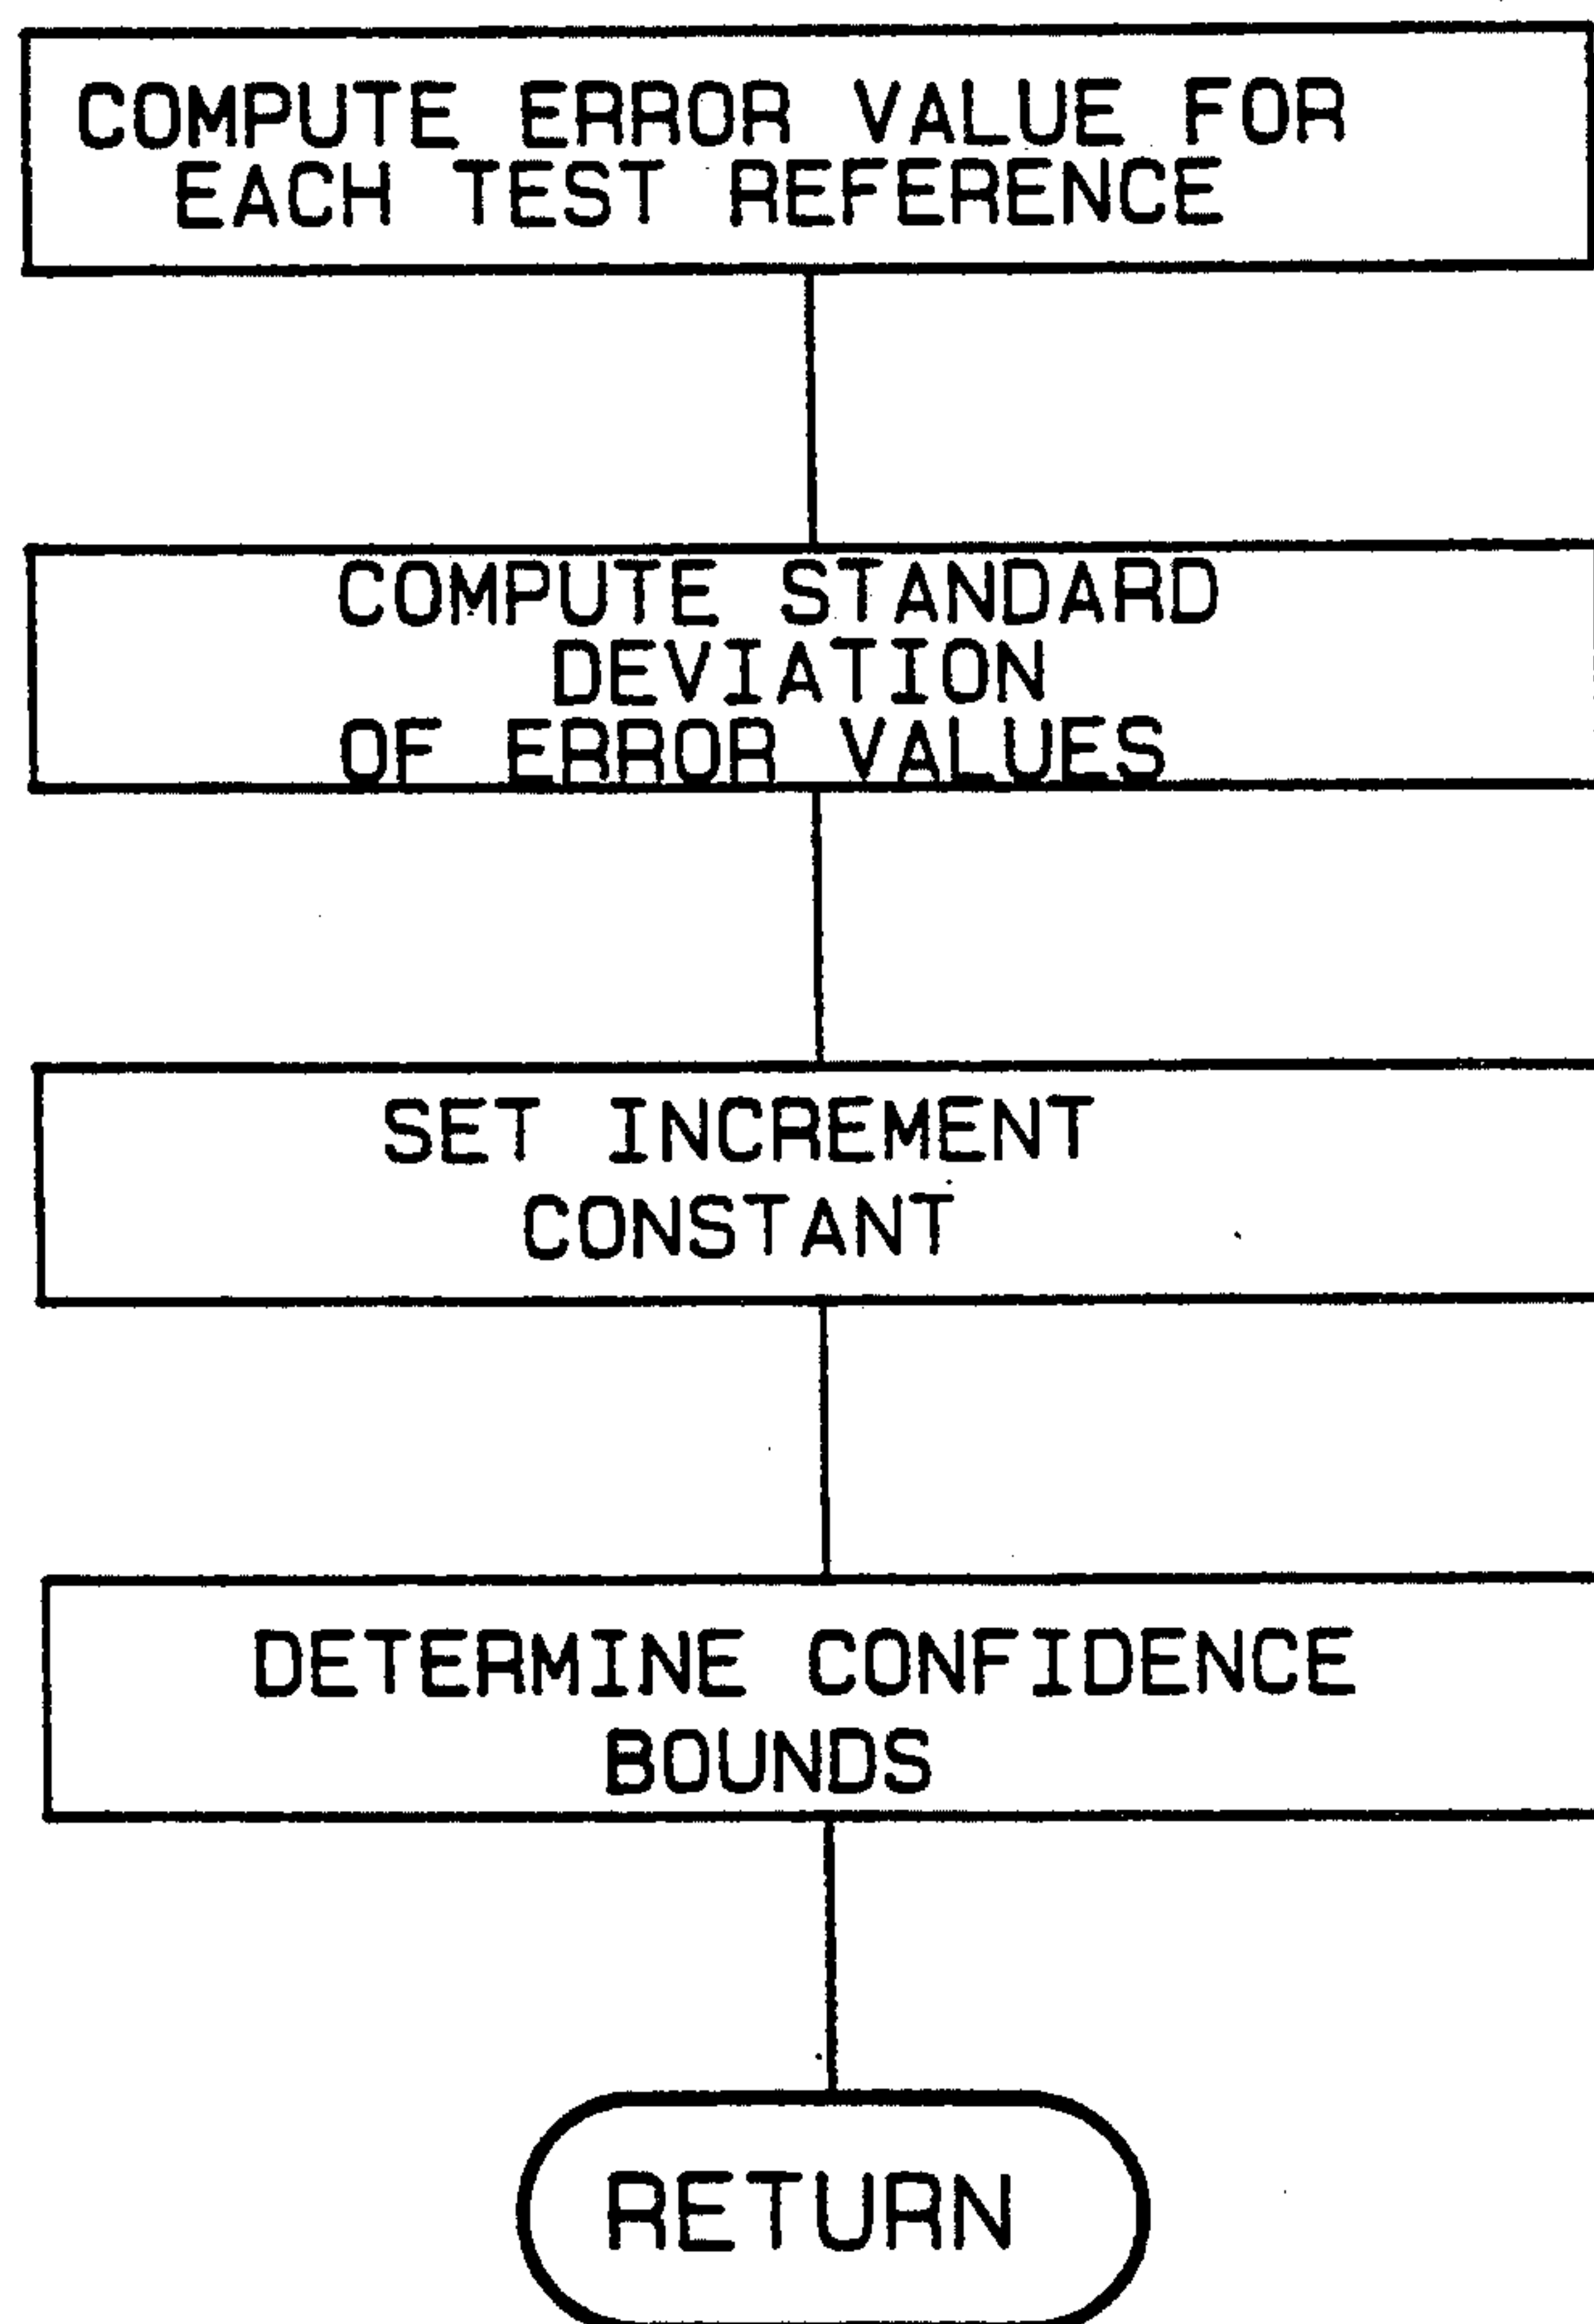 COMPUTE ERROR VALUE FOR
EACH TEST REFERENCE
COMPUTE STANDARD
DEVIATION
OF ERROR VALUES
SET INCREMENT
CONSTANT
DETERMINE CONFIDENCE
BOUNDS
RETURN